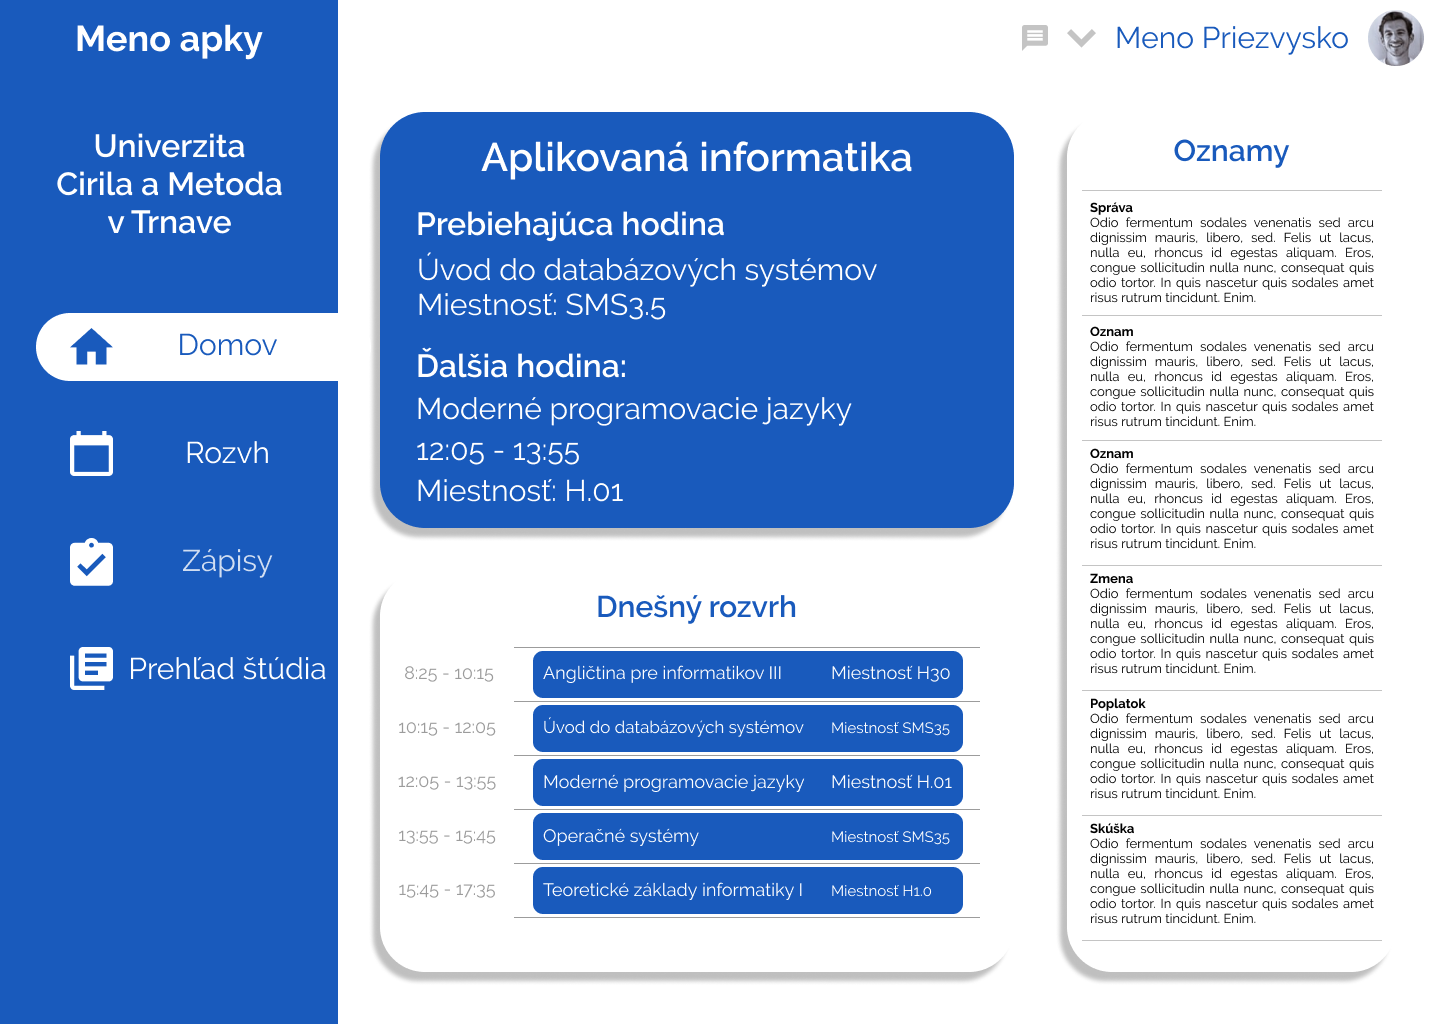 Meno apky
Univerzita
Cirila a Metoda
v Trnave
Domov
Rozvh
Zápisy
Prehľad štúdia
Meno Priezvysko
Aplikovaná informatika
Prebiehajúca hodina
Úvod do databázových systémov
Miestnosť: SMS3.5
Ďalšia hodina:
Moderné programovacie jazyky
12:05 - 13:55
Miestnosť: H.01
Dnešný rozvrh
8:25 - 10:15 Angličtina pre informatikov III Miestnosť H30
10:15 - 12:05 Úvod do databázových systémov Miestnosť SMS35
12:05 - 13:55 Moderné programovacie jazyky Miestnosť H.01
13:55 - 15:45 Operačné systémy Miestnosť SMS35
15:45 - 17:35 Teoretické základy informatiky I Miestnosť H1.0
Oznamy
Správa
Odio fermentum sodales venenatis sed arcu
dignissim mauris, libero, sed. Felis ut lacus,
nulla eu, rhoncus id egestas aliquam. Eros,
congue sollicitudin nulla nunc, consequat quis
odio tortor. In quis nascetur quis sodales amet
risus rutrum tincidunt. Enim.
Oznam
Odio fermentum sodales venenatis sed arcu
dignissim mauris, libero, sed. Felis ut lacus,
nulla eu, rhoncus id egestas aliquam. Eros,
congue sollicitudin nulla nunc, consequat quis
odio tortor. In quis nascetur quis sodales amet
risus rutrum tincidunt. Enim.
Oznam
Odio fermentum sodales venenatis sed arcu
dignissim mauris, libero, sed. Felis ut lacus,
nulla eu, rhoncus id egestas aliquam. Eros,
congue sollicitudin nulla nunc, consequat quis
odio tortor. In quis nascetur quis sodales amet
risus rutrum tincidunt. Enim.
Zmena
Odio fermentum sodales venenatis sed arcu
dignissim mauris, libero, sed. Felis ut lacus,
nulla eu, rhoncus id egestas aliquam. Eros,
congue sollicitudin nulla nunc, consequat quis
odio tortor. In quis nascetur quis sodales amet
risus rutrum tincidunt. Enim.
Poplatok
Odio fermentum sodales venenatis sed arcu
dignissim mauris, libero, sed. Felis ut lacus,
nulla eu, rhoncus id egestas aliquam. Eros,
congue sollicitudin nulla nunc, consequat quis
odio tortor. In quis nascetur quis sodales amet
risus rutrum tincidunt. Enim.
Skúška
Odio fermentum sodales venenatis sed arcu
dignissim mauris, libero, sed. Felis ut lacus,
nulla eu, rhoncus id egestas aliquam. Eros,
congue sollicitudin nulla nunc, consequat quis
odio tortor. In quis nascetur quis sodales amet
risus rutrum tincidunt. Enim.